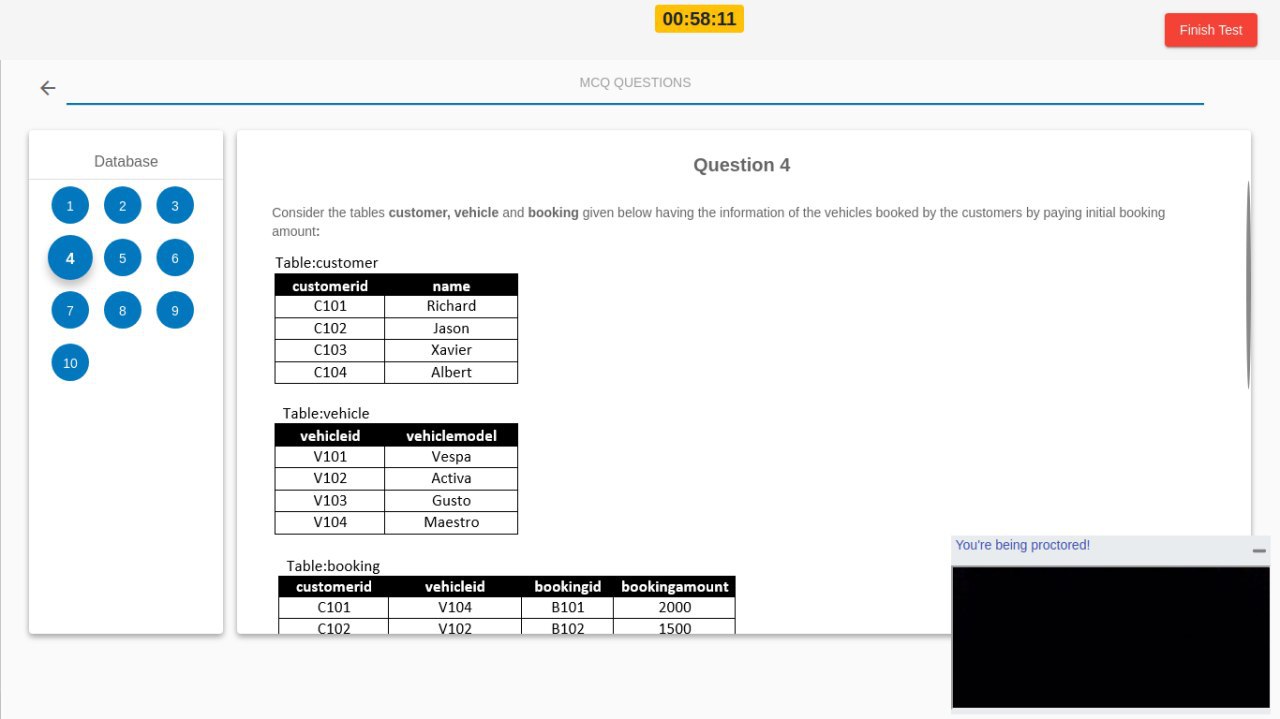 00:58:11
Finish Test
MCQ QUESTIONS
Database
1 2 3
4 5 6
7 8 9
10
Question 4
Consider the tables customer, vehicle and booking given below having the information of the vehicles booked by the customers by paying initial booking
amount:
Table:customer
customerid name
C101 Richard
C102 Jason
C103 Xavier
C104 Albert
Table:vehicle
vehicleid vehiclemodel
V101 Vespa
V102 Activa
V103 Gusto
V104 Maestro
Table:booking
customerid vehicleid bookingid bookingamount
C101 V104 B101 2000
C102 V102 B102 1500
You're being proctored!